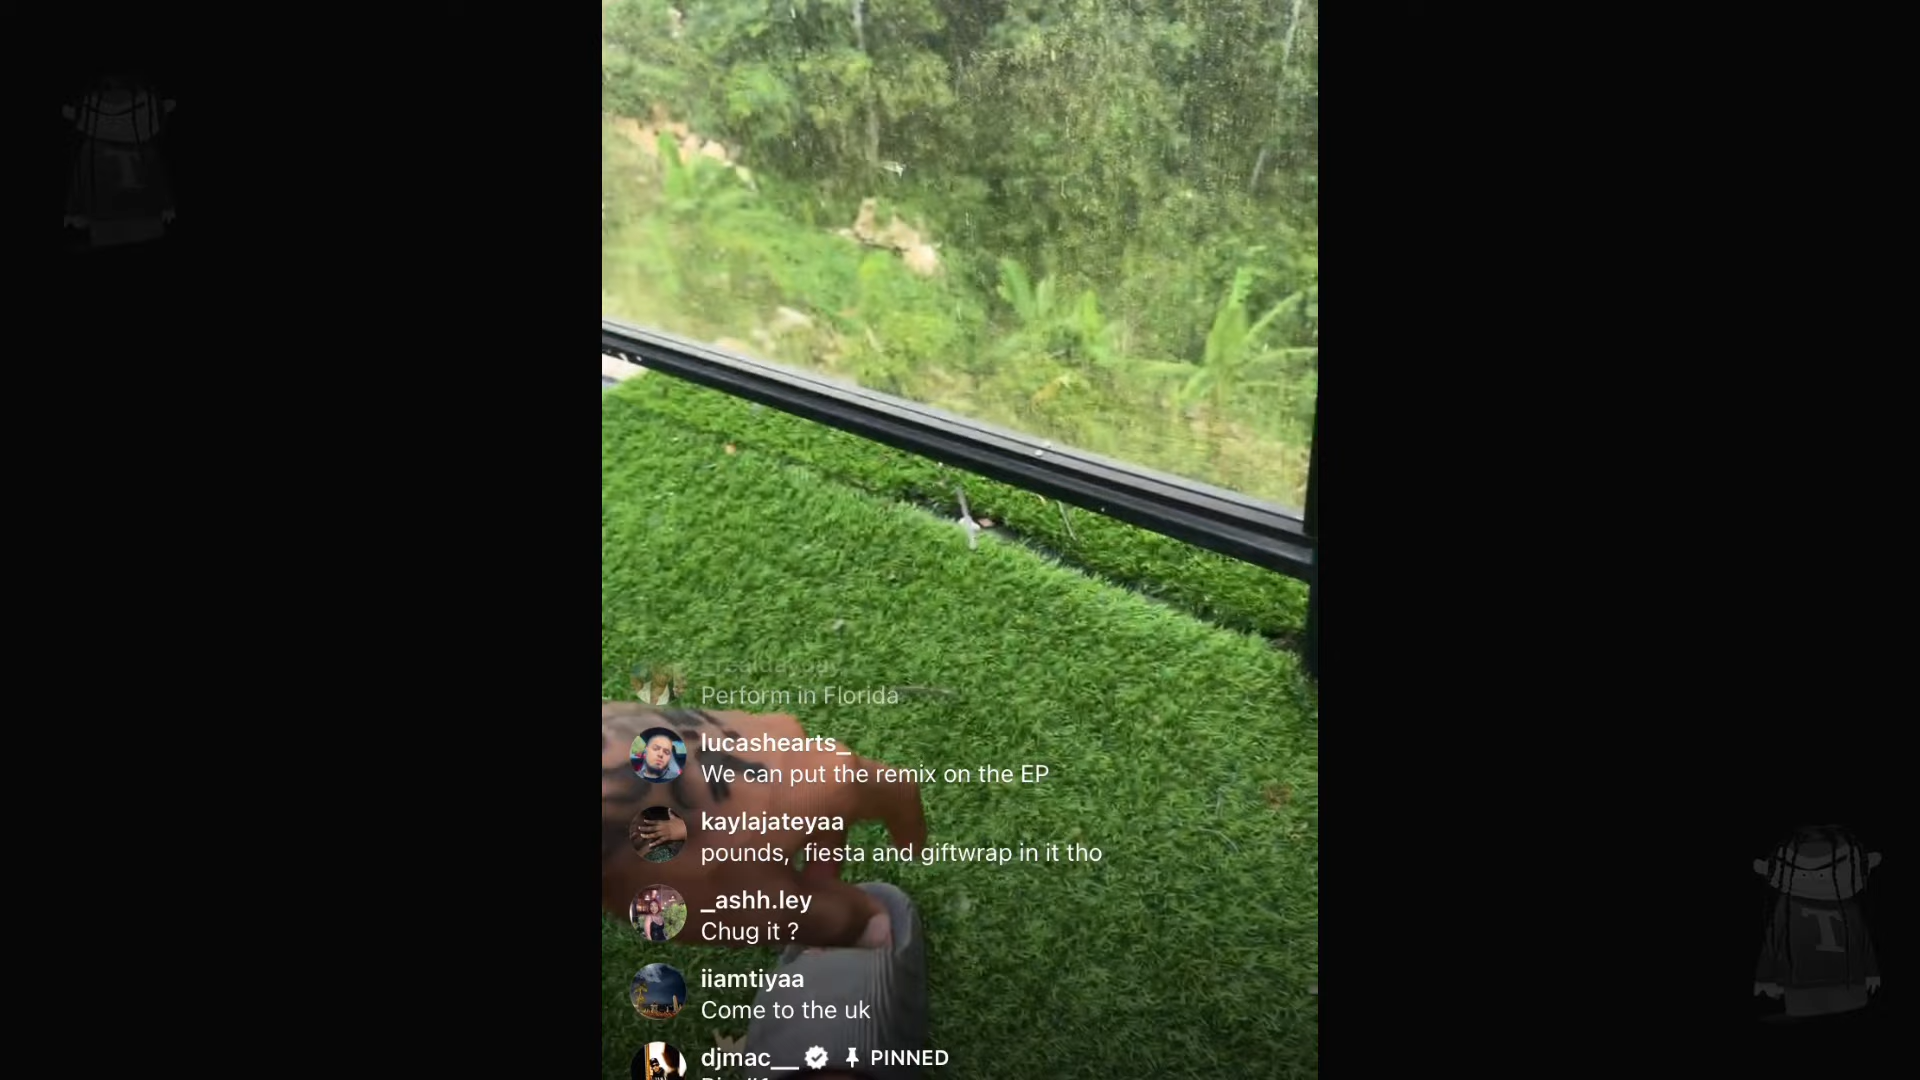 Perform in Florida
lucashearts_
We can put the remix on the EP
kaylajateyaa
pounds, fiesta and giftwrap in it tho
_ashh.ley
Chug it ?
iiamtiyaa
Come to the uk
djmac__ PINNED
T
T